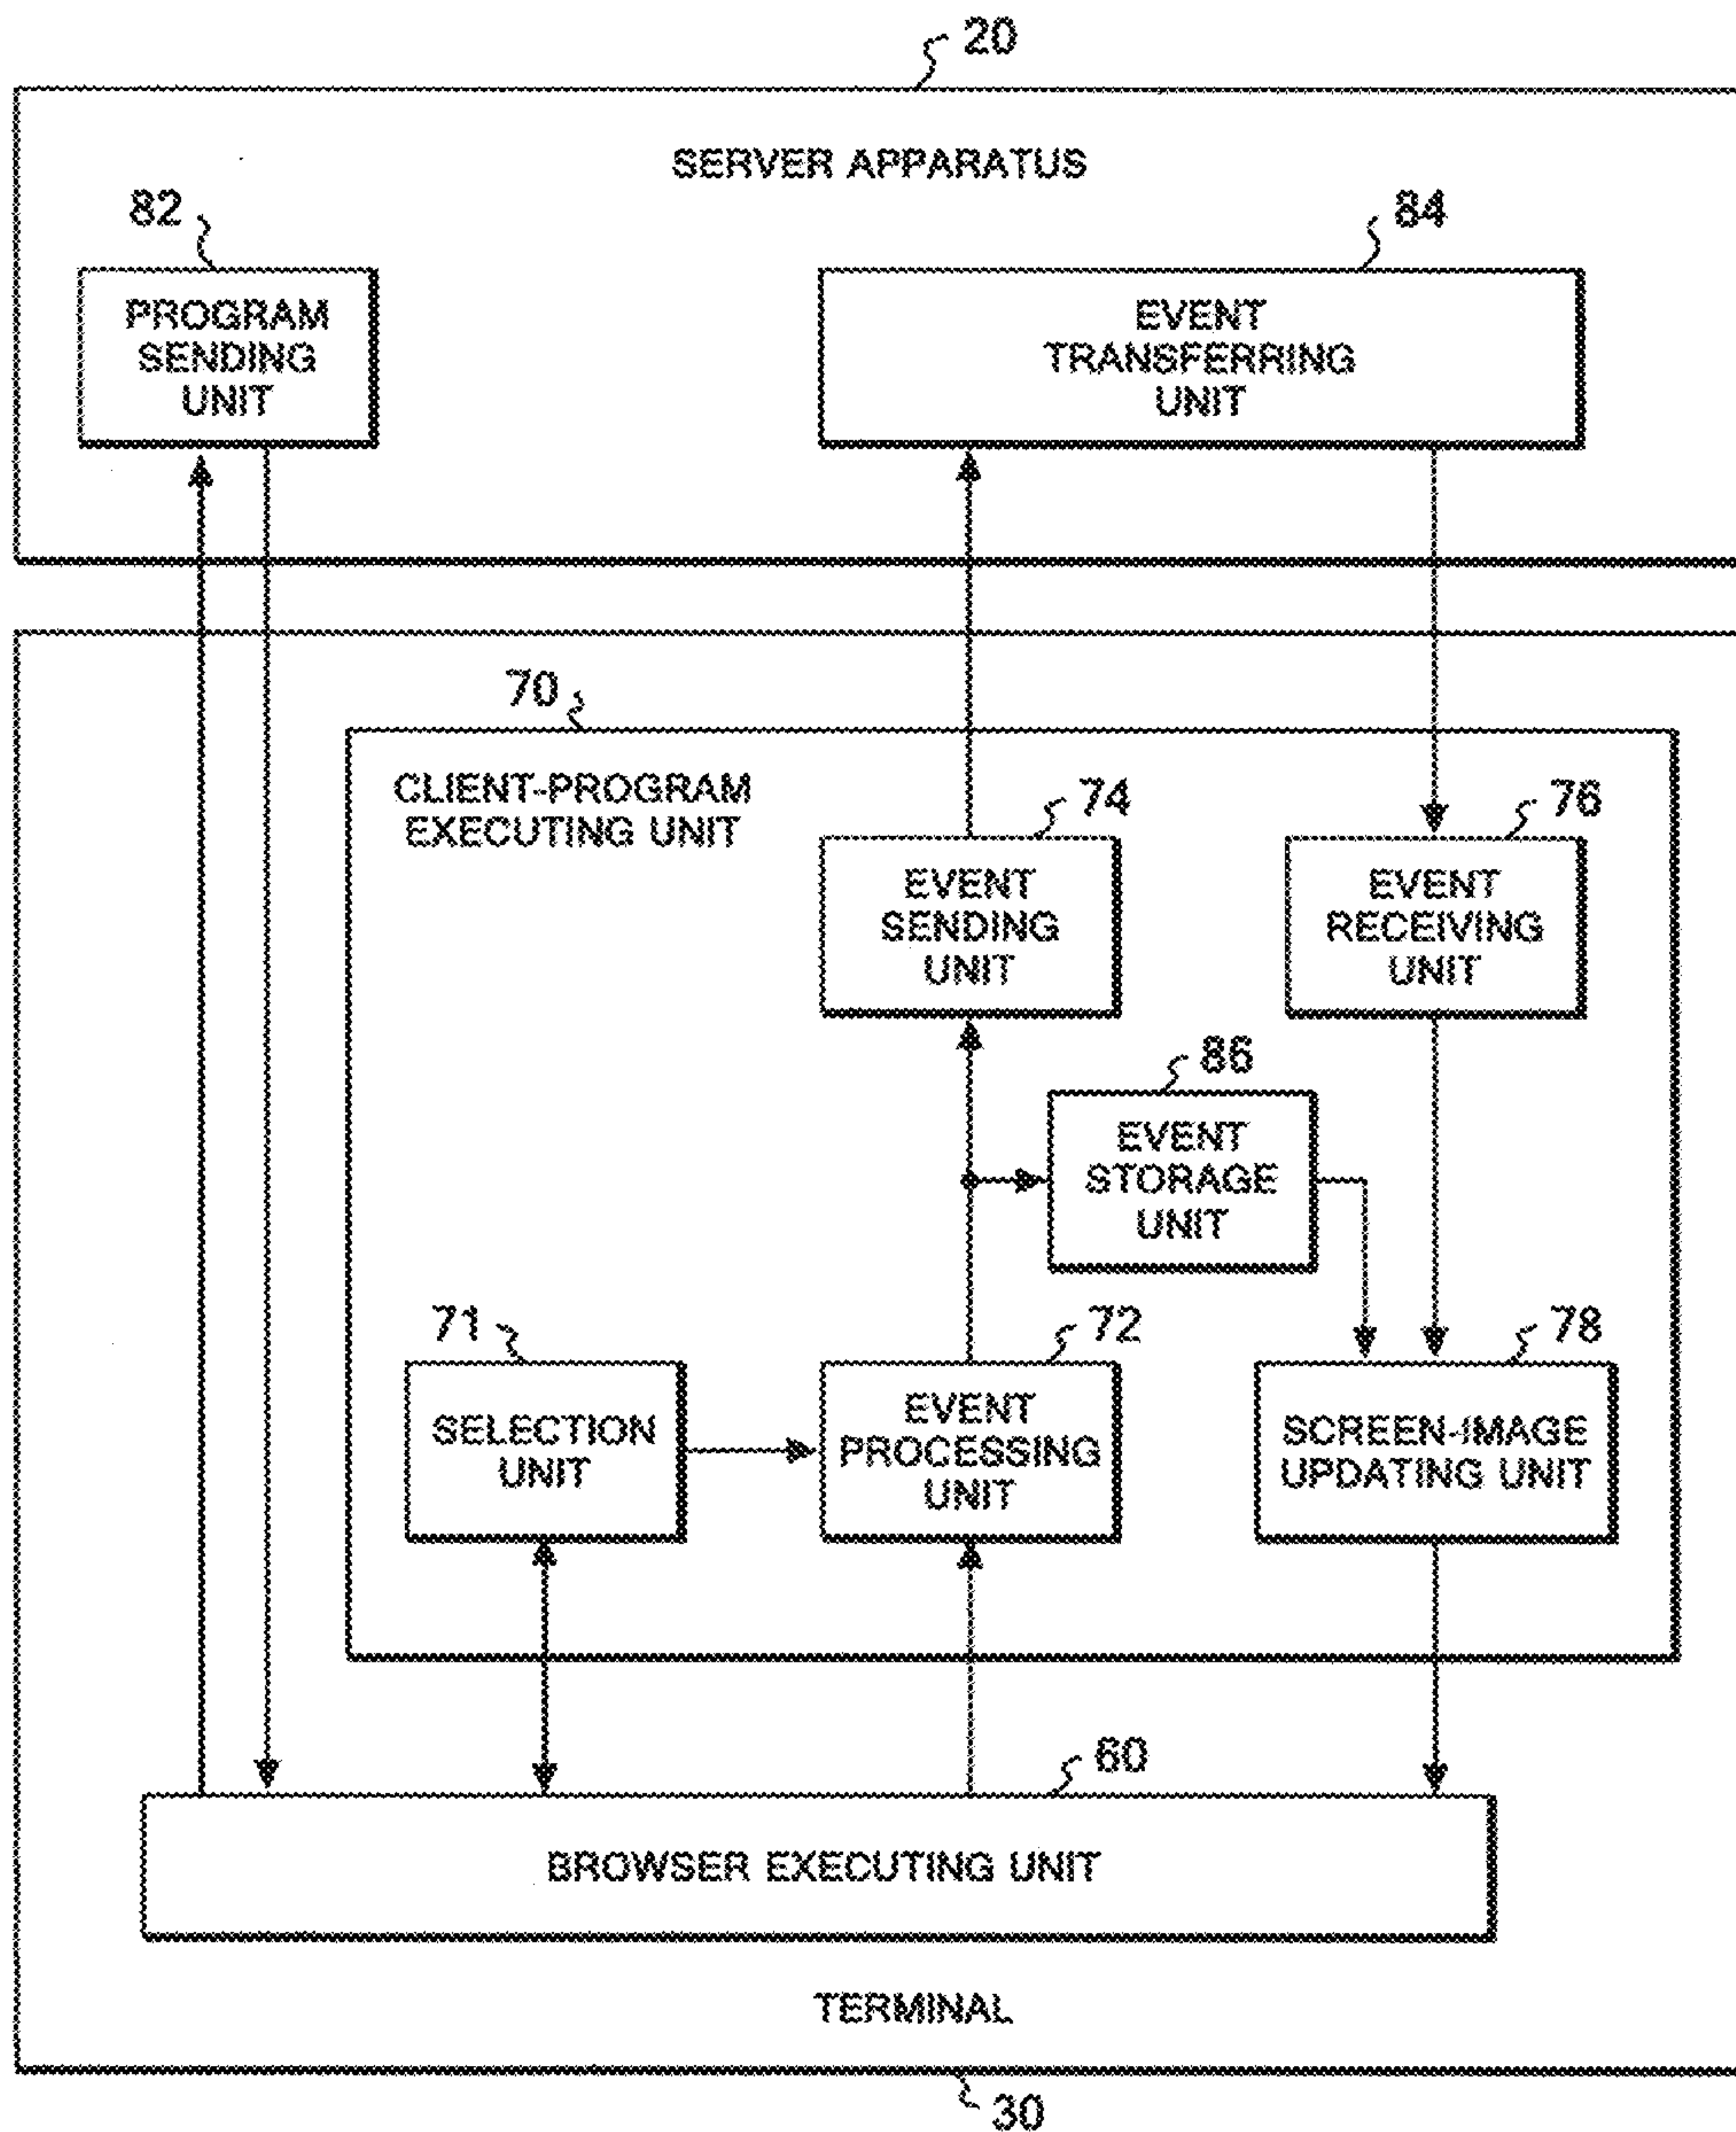 20
SERVER APPARATUS
82
84
PROGRAM
SENDING
UNIT
EVENT
TRANSFERRING
UNIT
70
CLIENT-PROGRAM
EXECUTING UNIT
74
76
EVENT
SENDING
UNIT
EVENT
RECEIVING
UNIT
86
EVENT
STORAGE
UNIT
71
72
78
SELECTION
UNIT
EVENT
PROCESSING
UNIT
SCREEN-IMAGE
UPDATING UNIT
60
BROWSER EXECUTING UNIT
TERMINAL
30